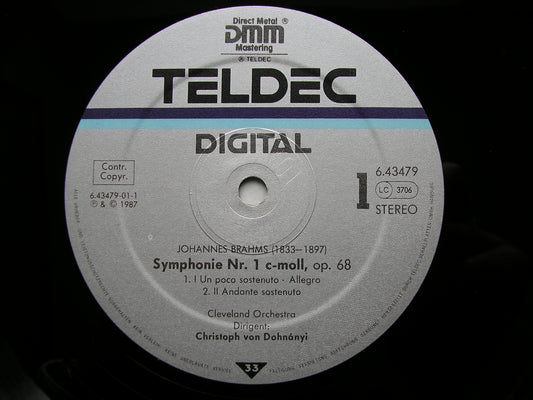 Direct Metal ®
DMM
Mastering
® TELDEC
TELDEC
DIGITAL
Contr.
Copyr.
6.43479-01-1
℗ & © 1987
1
6.43479
LC 3706
STEREO
JOHANNES BRAHMS (1833–1897)
Symphonie Nr. 1 c-moll, op. 68
1. I Un poco sostenuto - Allegro
2. II Andante sostenuto
Cleveland Orchestra
Dirigent:
Christoph von Dohnányi
33